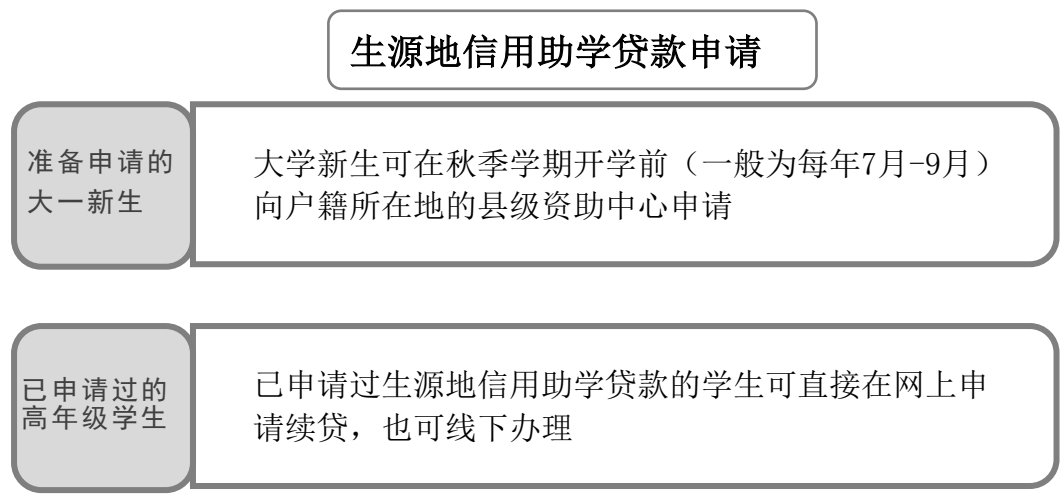 生源地信用助学贷款申请
准备申请的
大一新生
大学新生可在秋季学期开学前（一般为每年7月-9月）
向户籍所在地的县级资助中心申请
已申请过的
高年级学生
已申请过生源地信用助学贷款的学生可直接在网上申
请续贷，也可线下办理